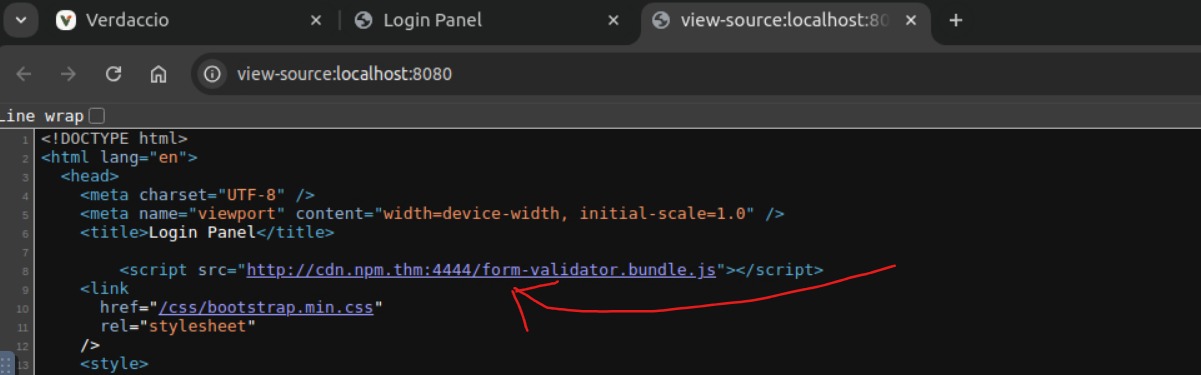 Verdaccio
Login Panel
view-source:localhost:80
view-source:localhost:8080
Line wrap
1 <!DOCTYPE html>
2 <html lang="en">
3 <head>
4 <meta charset="UTF-8" />
5 <meta name="viewport" content="width=device-width, initial-scale=1.0" />
6 <title>Login Panel</title>
7
8 <script src="http://cdn.npm.thm:4444/form-validator.bundle.js"></script>
9 <link
10 href="/css/bootstrap.min.css"
11 rel="stylesheet"
12 />
13 <style>